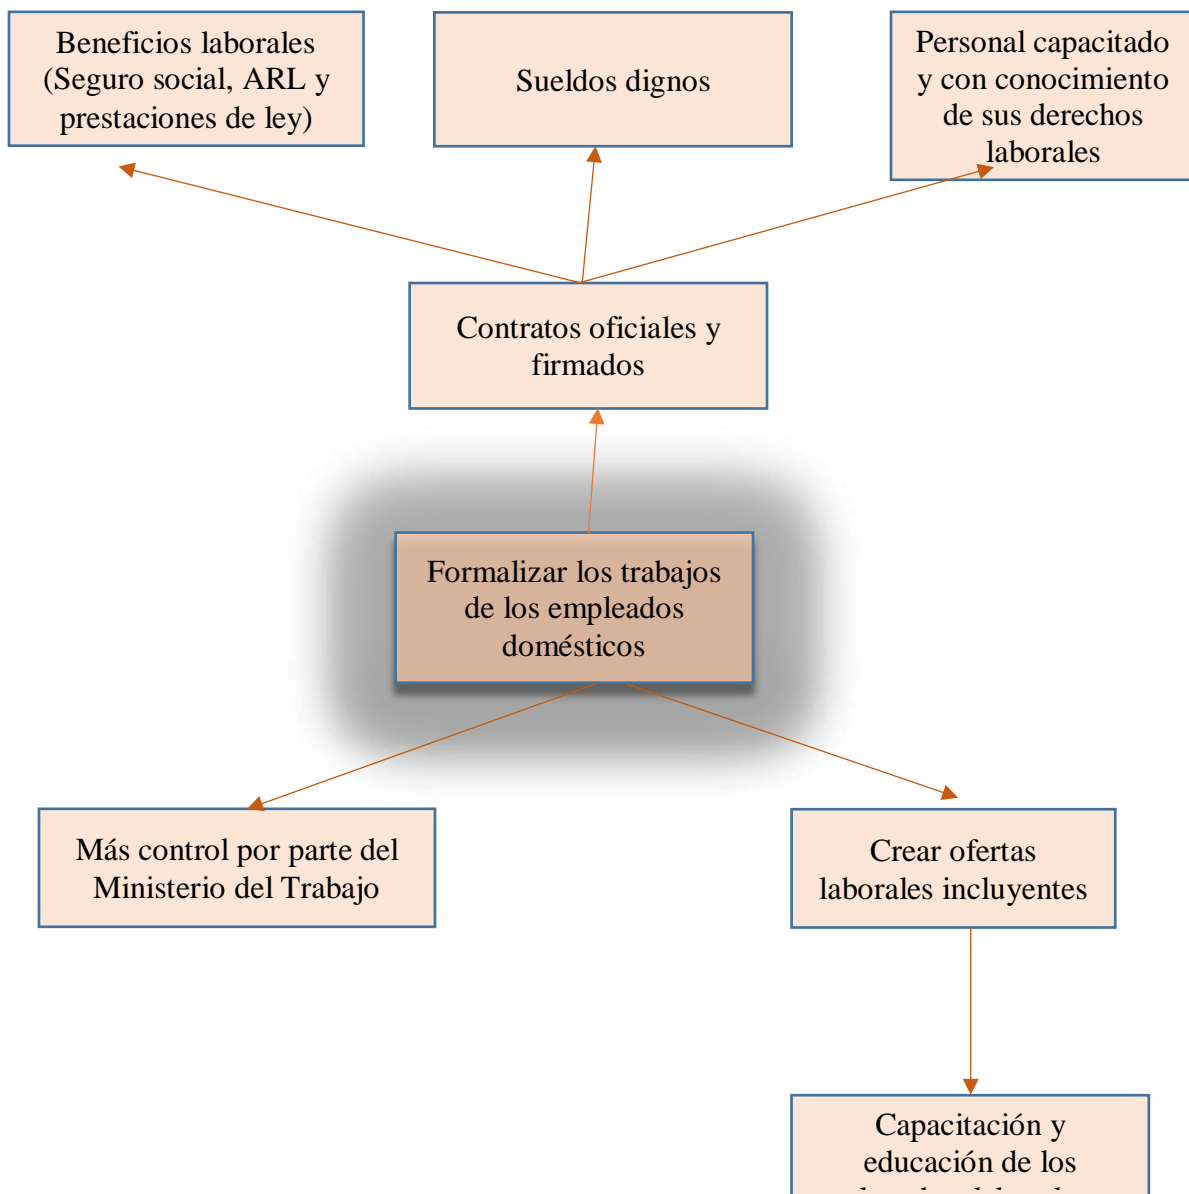 Beneficios laborales
(Seguro social, ARL y
prestaciones de ley)
Sueldos dignos
Personal capacitado
y con conocimiento
de sus derechos
laborales
Contratos oficiales y
firmados
Formalizar los trabajos
de los empleados
domésticos
Más control por parte del
Ministerio del Trabajo
Crear ofertas
laborales incluyentes
Capacitación y
educación de los